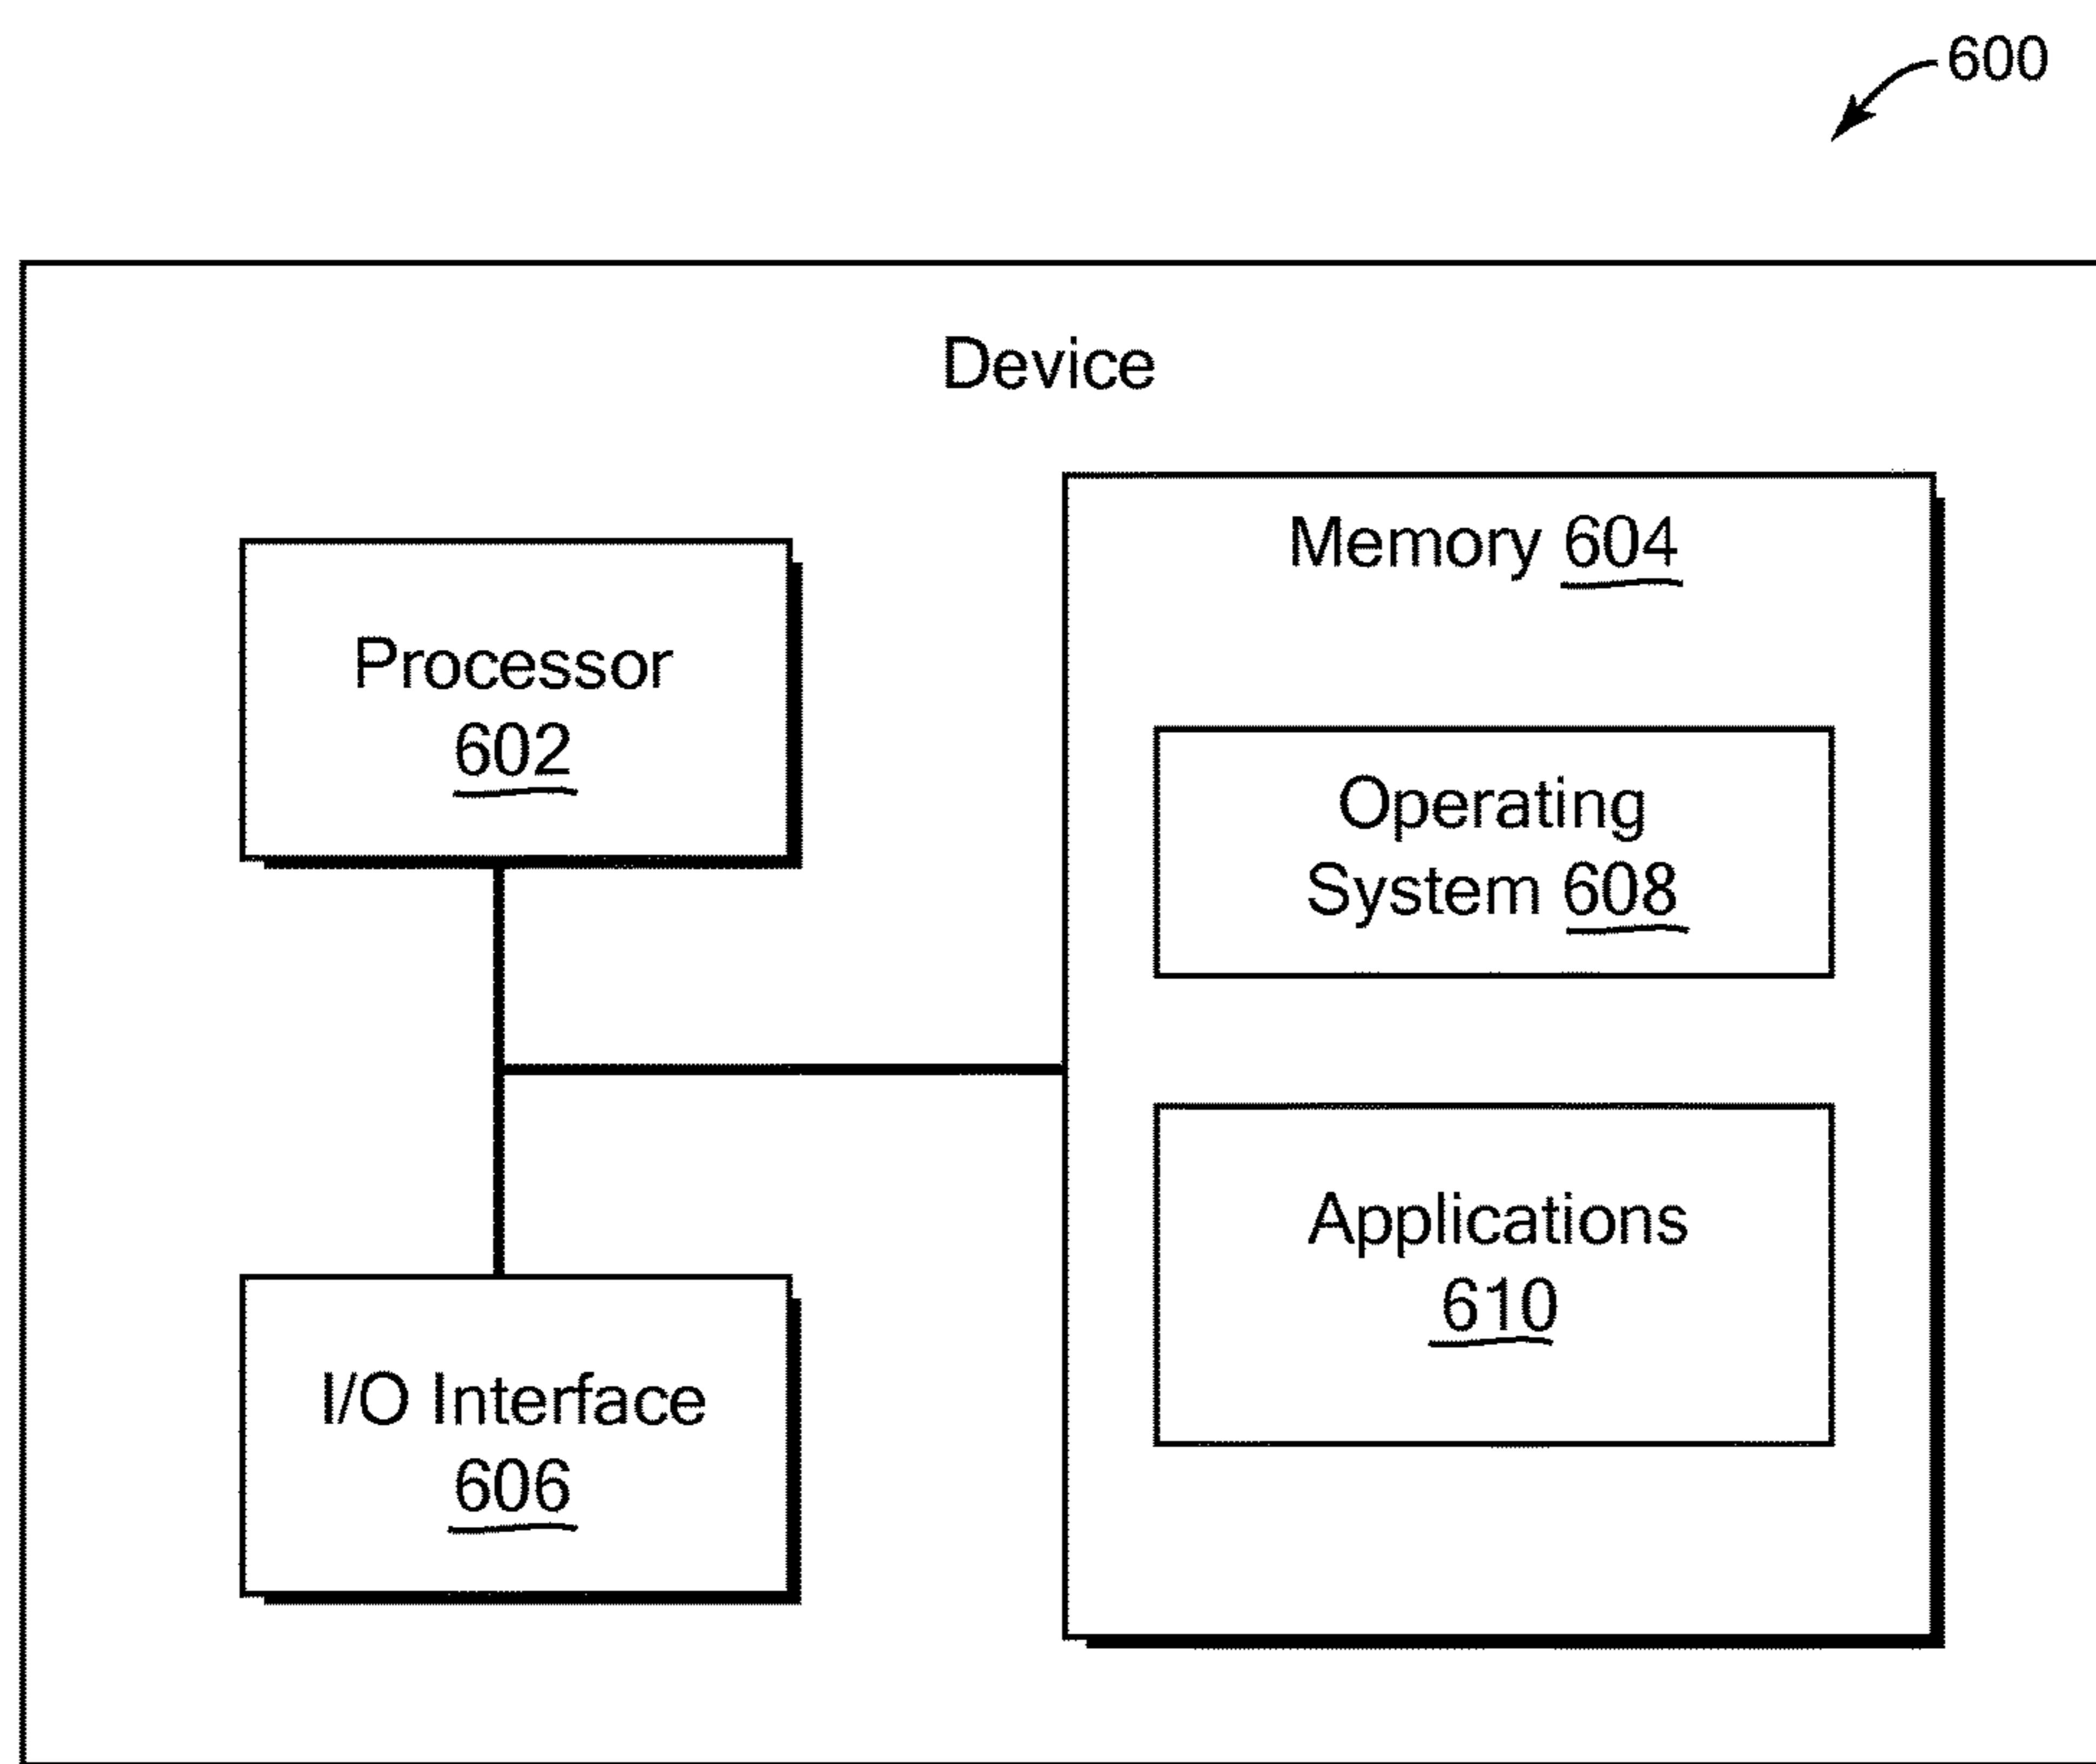 600
Device
Processor
602
Memory 604
Operating
System 608
Applications
610
I/O Interface
606